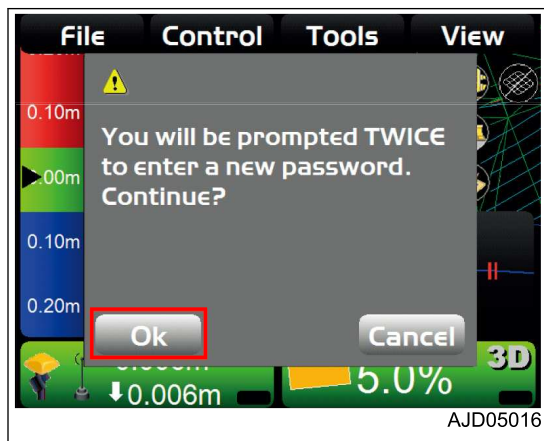 File Control Tools View
0.10m
You will be prompted TWICE
to enter a new password.
Continue?
.00m
0.10m
0.20m
Ok Cancel
3D
5.0%
0.006m
AJD05016